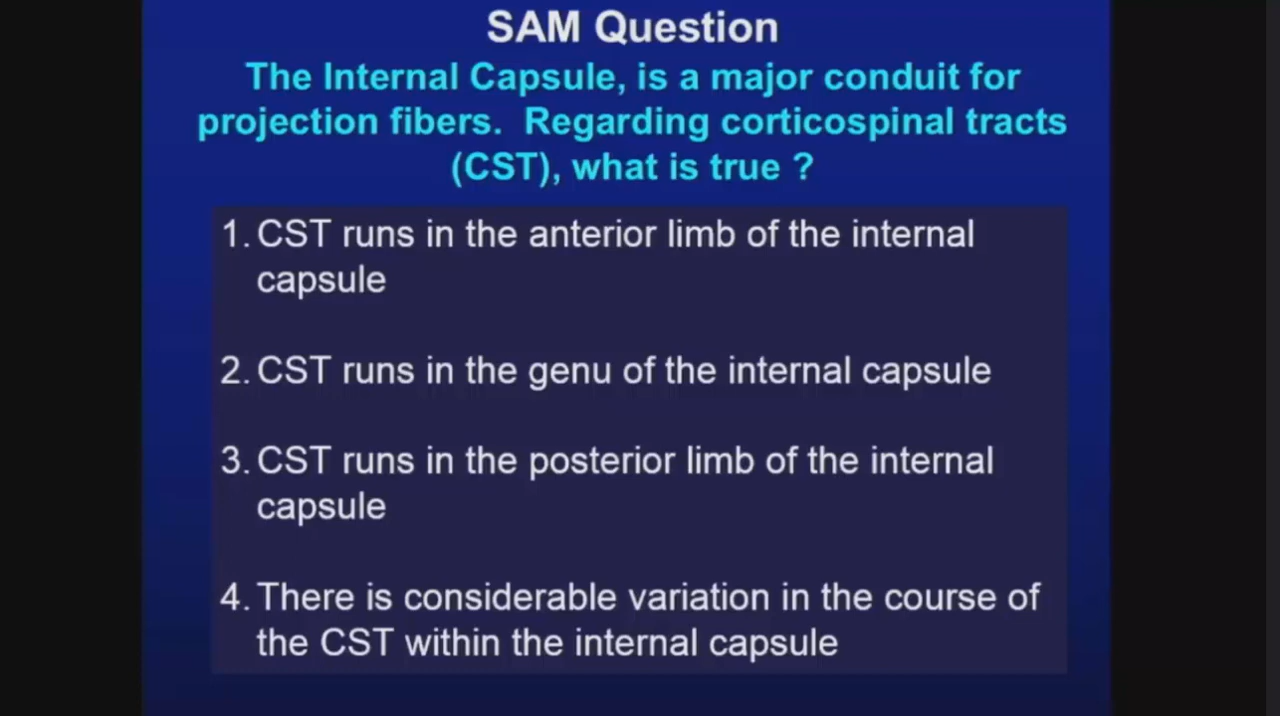 SAM Question
The Internal Capsule, is a major conduit for
projection fibers. Regarding corticospinal tracts
(CST), what is true ?
1. CST runs in the anterior limb of the internal
capsule
2. CST runs in the genu of the internal capsule
3. CST runs in the posterior limb of the internal
capsule
4. There is considerable variation in the course of
the CST within the internal capsule